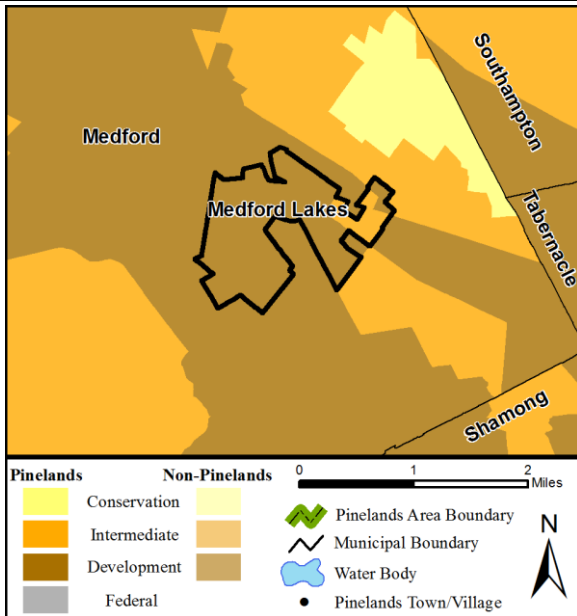 Southampton
Medford
Medford Lakes
Tabernacle
Shamong
Pinelands Non-Pinelands
Conservation
Intermediate
Development
Federal
0 1 2
Miles
Pinelands Area Boundary
Municipal Boundary
Water Body
Pinelands Town/Village
N